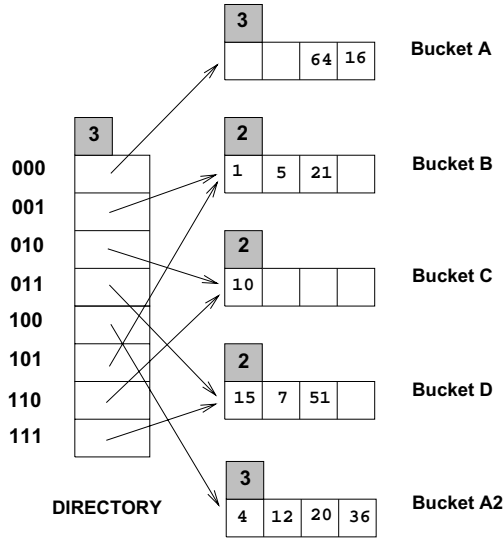 3
64 16 Bucket A
3
2
000
1 5 21 Bucket B
001
2
010
10 Bucket C
011
100
2
101
110
15 7 51 Bucket D
111
3
DIRECTORY
4 12 20 36 Bucket A2